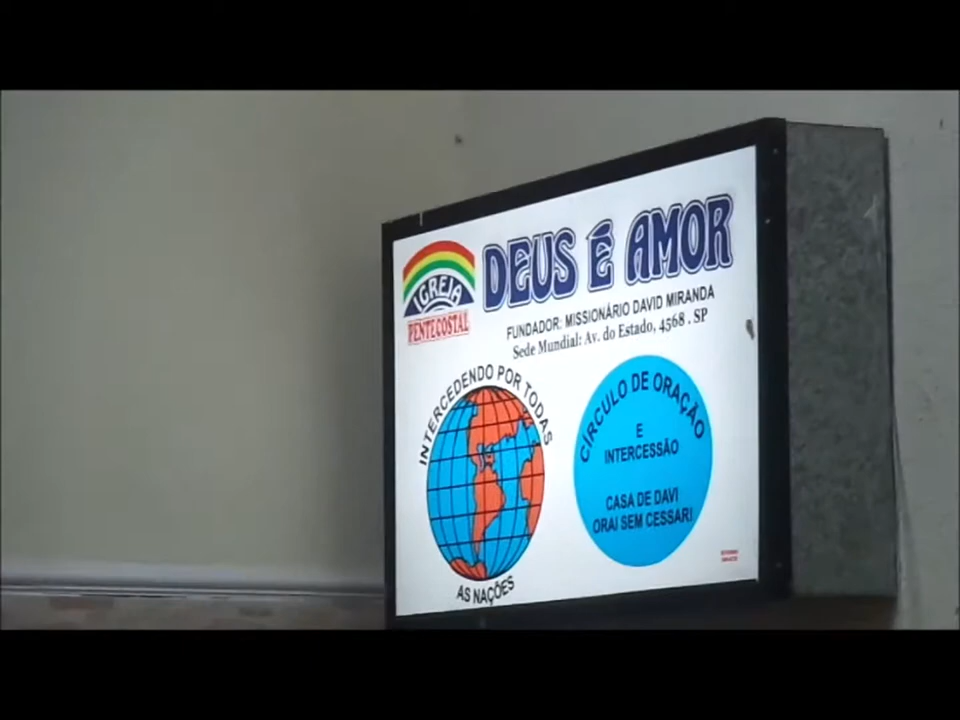 IGREJA
PENTECOSTAL
DEUS É AMOR
FUNDADOR: MISSIONÁRIO DAVID MIRANDA
Sede Mundial: Av. do Estado, 4568 . SP
INTERCEDENDO POR TODAS
AS NAÇÕES
CÍRCULO DE ORAÇÃO
E
INTERCESSÃO
CASA DE DAVI
ORAI SEM CESSAR!